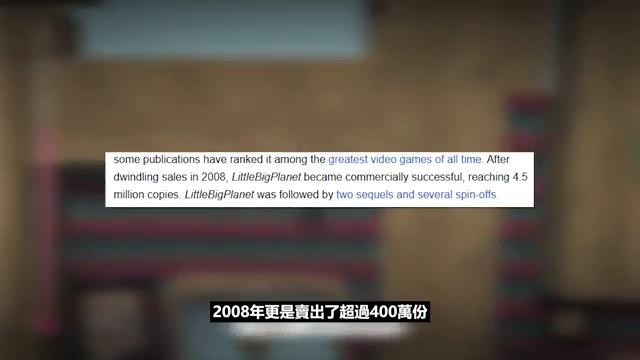 some publications have ranked it among the greatest video games of all time. After
dwindling sales in 2008, LittleBigPlanet became commercially successful, reaching 4.5
million copies. LittleBigPlanet was followed by two sequels and several spin-offs.
2008年更是賣出了超過400萬份